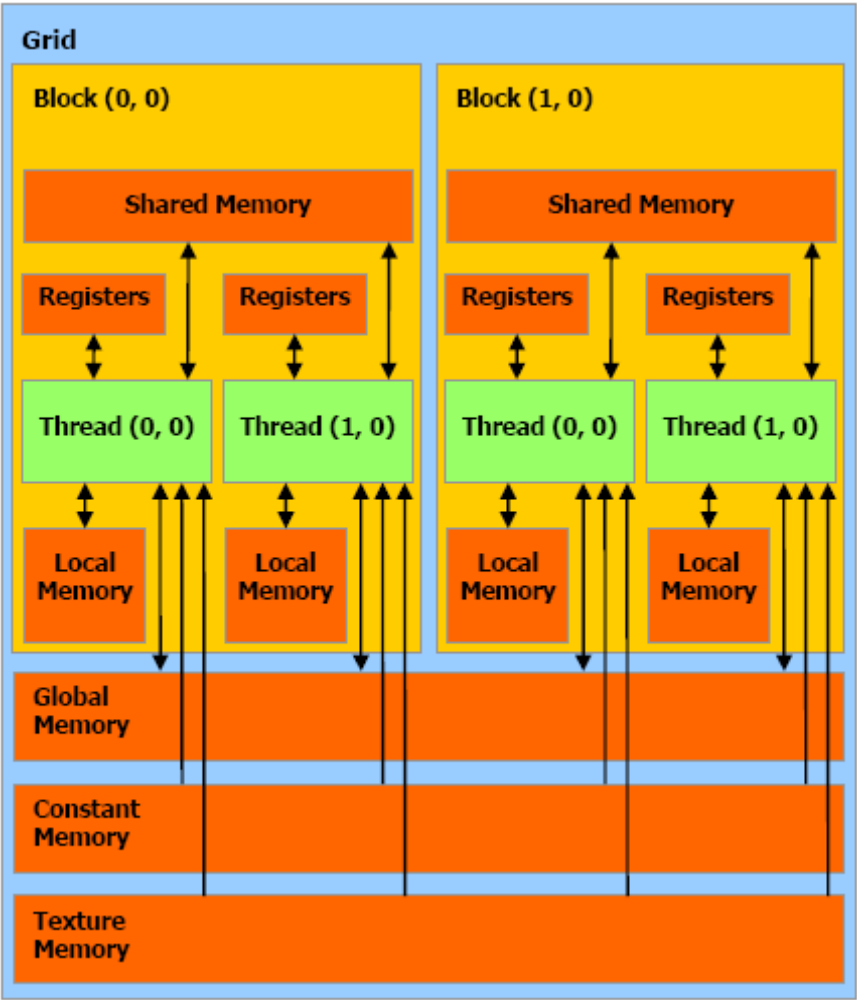 Grid
Block (0, 0)
Shared Memory
Registers
Registers
Thread (0, 0)
Thread (1, 0)
Local
Memory
Local
Memory
Block (1, 0)
Shared Memory
Registers
Registers
Thread (0, 0)
Thread (1, 0)
Local
Memory
Local
Memory
Global
Memory
Constant
Memory
Texture
Memory